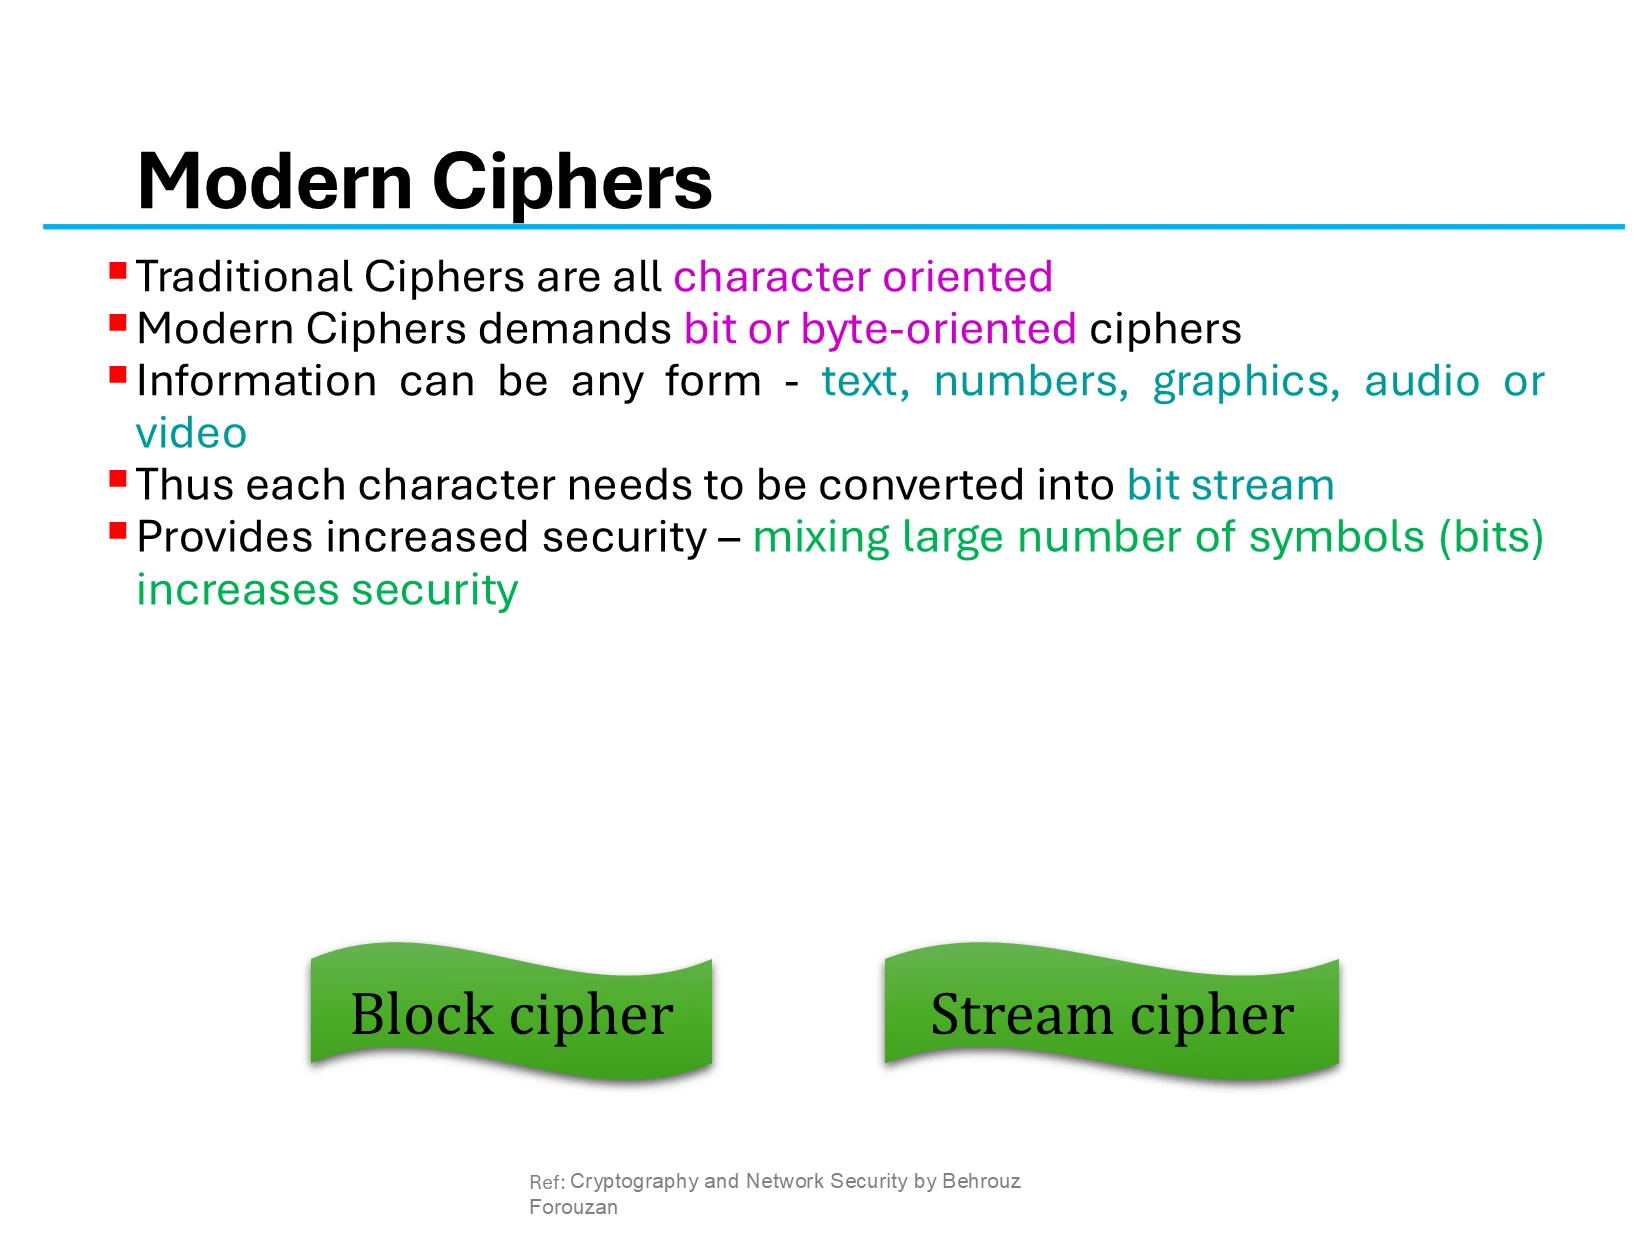 Modern Ciphers
Traditional Ciphers are all character oriented
Modern Ciphers demands bit or byte-oriented ciphers
Information can be any form - text, numbers, graphics, audio or
video
Thus each character needs to be converted into bit stream
Provides increased security – mixing large number of symbols (bits)
increases security
Block cipher
Stream cipher
Ref: Cryptography and Network Security by Behrouz
Forouzan